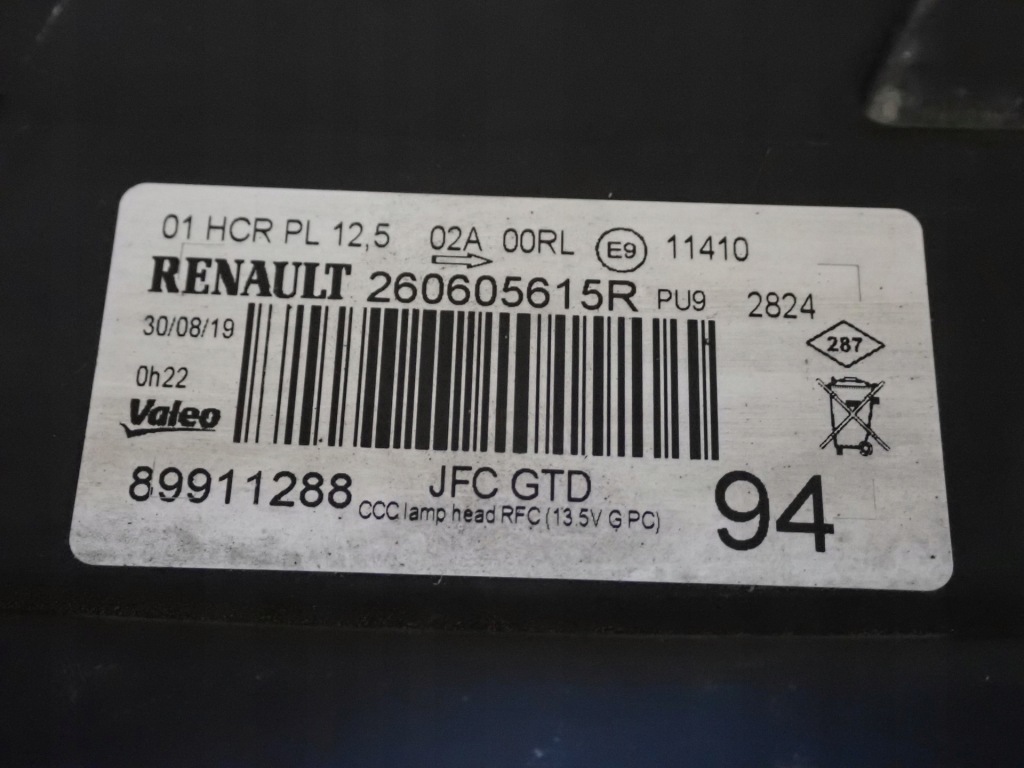 01 HCR PL 12,5 02A 00RL E9 11410
RENAULT 260605615R PU9 2824
30/08/19
287
0h22
Valeo
89911288 JFC GTD 94
CCC lamp head RFC (13.5V G PC)